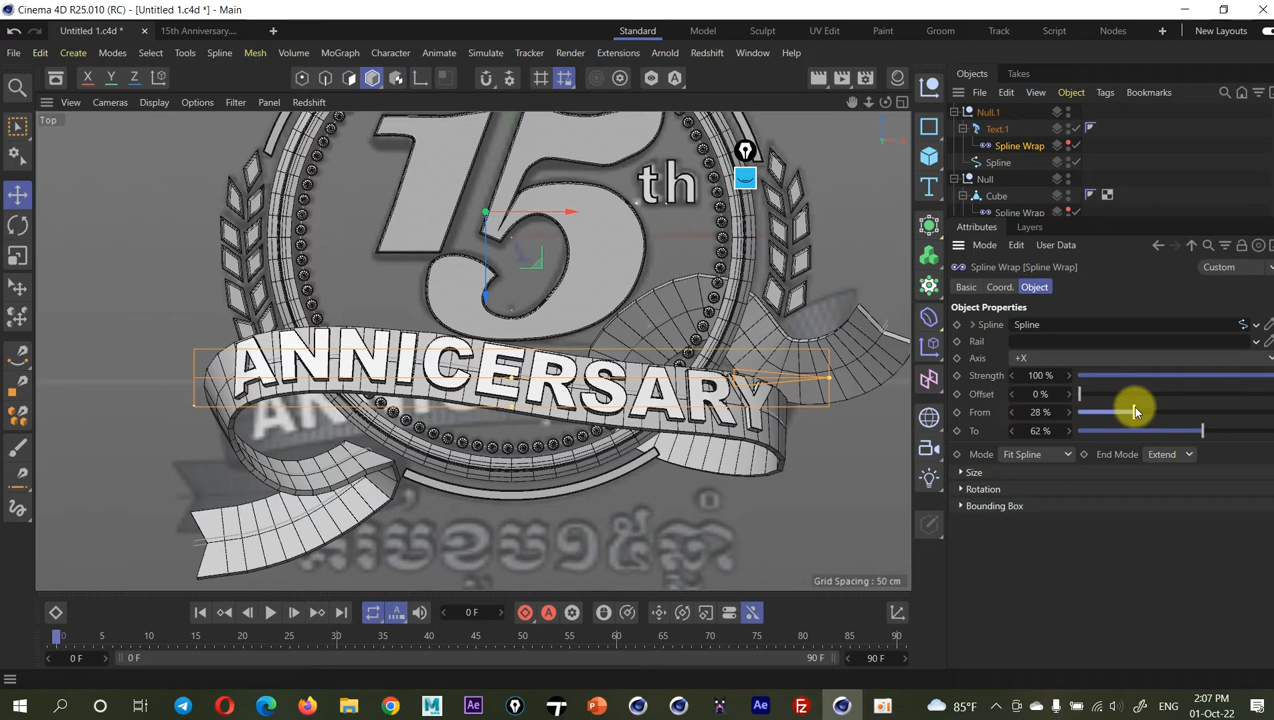 Cinema 4D R25.010 (RC) - [Untitled 1.c4d *] - Main
Untitled 1.c4d *
15th Anniversary....
Standard
Model
Sculpt
UV Edit
Paint
Groom
Track
Script
Nodes
New Layouts
File Edit Create Modes Select Tools Spline Mesh Volume MoGraph Character Animate Simulate Tracker Render Extensions Arnold Redshift Window Help
X Y Z
View Cameras Display Options Filter Panel Redshift
Top
15
th
ANNICERSARY
Grid Spacing : 50 cm
Objects Takes
File Edit View Object Tags Bookmarks
Null.1
Text.1
Spline Wrap
Spline
Null
Cube
Spline Wrap
Attributes Layers
Mode Edit User Data
Spline Wrap [Spline Wrap]
Custom
Basic Coord. Object
Object Properties
Spline Spline
Rail
Axis +X
Strength 100 %
Offset 0 %
From 28 %
To 62 %
Mode Fit Spline End Mode Extend
Size
Rotation
Bounding Box
0 F
0 5 10 15 20 25 30 35 40 45 50 55 60 65 70 75 80 85 90
0 F 0 F 90 F 90 F
85°F
ENG
2:07 PM
01-Oct-22